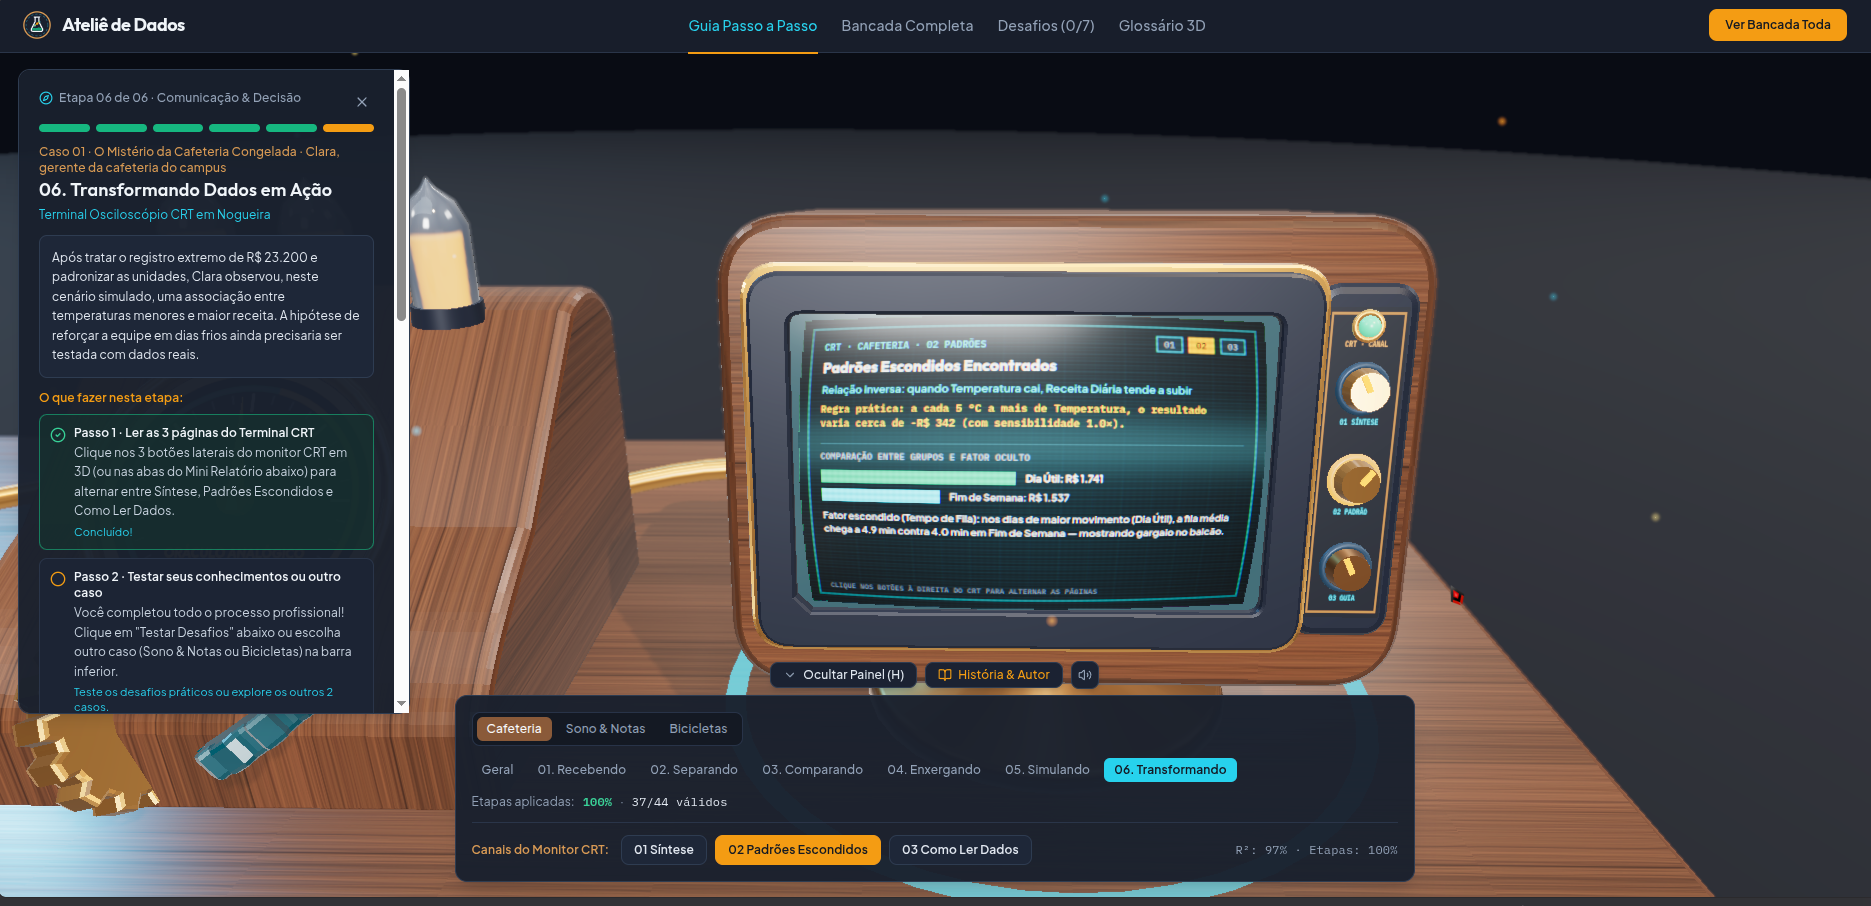 Ateliê de Dados
Guia Passo a Passo
Bancada Completa
Desafios (0/7)
Glossário 3D
Ver Bancada Toda
Etapa 06 de 06 · Comunicação & Decisão
Caso 01 · O Mistério da Cafeteria Congelada · Clara,
gerente da cafeteria do campus
06. Transformando Dados em Ação
Terminal Osciloscópio CRT em Nogueira
Após tratar o registro extremo de R$ 23.200 e
padronizar as unidades, Clara observou, neste
cenário simulado, uma associação entre
temperaturas menores e maior receita. A hipótese de
reforçar a equipe em dias frios ainda precisaria ser
testada com dados reais.
O que fazer nesta etapa:
Passo 1 · Ler as 3 páginas do Terminal CRT
Clique nos 3 botões laterais do monitor CRT em
3D (ou nas abas do Mini Relatório abaixo) para
alternar entre Síntese, Padrões Escondidos e
Como Ler Dados.
Concluído!
Passo 2 · Testar seus conhecimentos ou outro
caso
Você completou todo o processo profissional!
Clique em "Testar Desafios" abaixo ou escolha
outro caso (Sono & Notas ou Bicicletas) na barra
inferior.
Teste os desafios práticos ou explore os outros 2
casos.
CRT · CAFETERIA · 02 PADRÕES
01
02
03
Padrões Escondidos Encontrados
Relação Inversa: quando Temperatura cai, Receita Diária tende a subir
Regra prática: a cada 5 °C a mais de Temperatura, o resultado
varia cerca de -R$ 342 (com sensibilidade 1.0×).
COMPARAÇÃO ENTRE GRUPOS E FATOR OCULTO
Dia Útil: R$ 1.741
Fim de Semana: R$ 1.537
Fator escondido (Tempo de Fila): nos dias de maior movimento (Dia Útil), a fila média
chega a 4.9 min contra 4.0 min em Fim de Semana — mostrando gargalo no balcão.
CLIQUE NOS BOTÕES À DIREITA DO CRT PARA ALTERNAR AS PÁGINAS
CRT · CANAL
01 SÍNTESE
02 PADRÃO
03 GUIA
Ocultar Painel (H)
História & Autor
Cafeteria
Sono & Notas
Bicicletas
Geral
01. Recebendo
02. Separando
03. Comparando
04. Enxergando
05. Simulando
06. Transformando
Etapas aplicadas: 100% · 37/44 válidos
Canais do Monitor CRT:
01 Síntese
02 Padrões Escondidos
03 Como Ler Dados
R²: 97% · Etapas: 100%